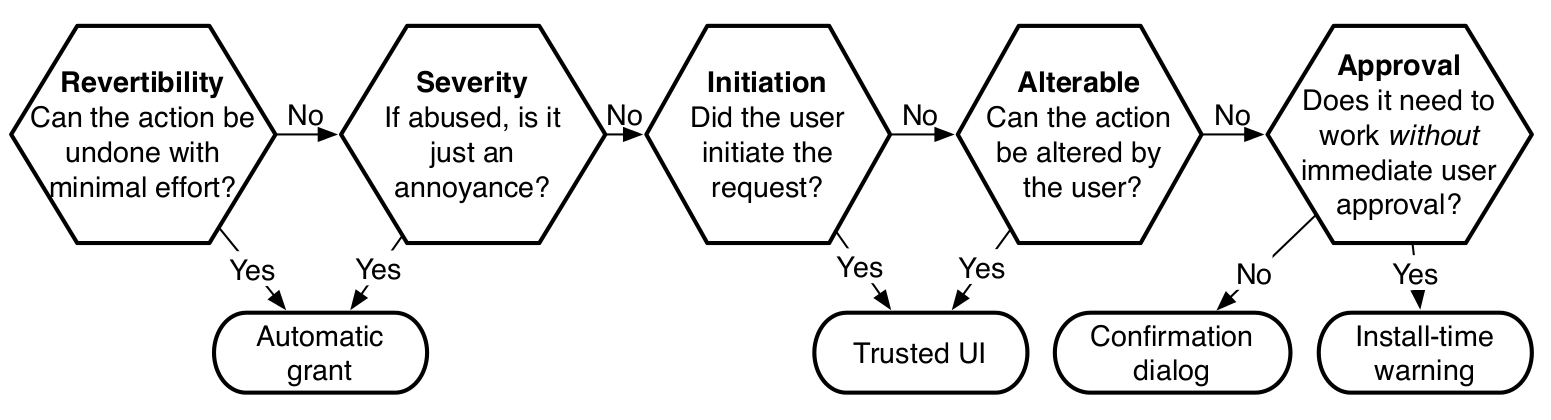 Revertibility
Can the action be
undone with
minimal effort?
No
Severity
If abused, is it
just an
annoyance?
No
Initiation
Did the user
initiate the
request?
No
Alterable
Can the action
be altered by
the user?
No
Approval
Does it need to
work without
immediate user
approval?
Yes
Yes
Yes
Yes
No
Yes
Automatic
grant
Trusted UI
Confirmation
dialog
Install-time
warning